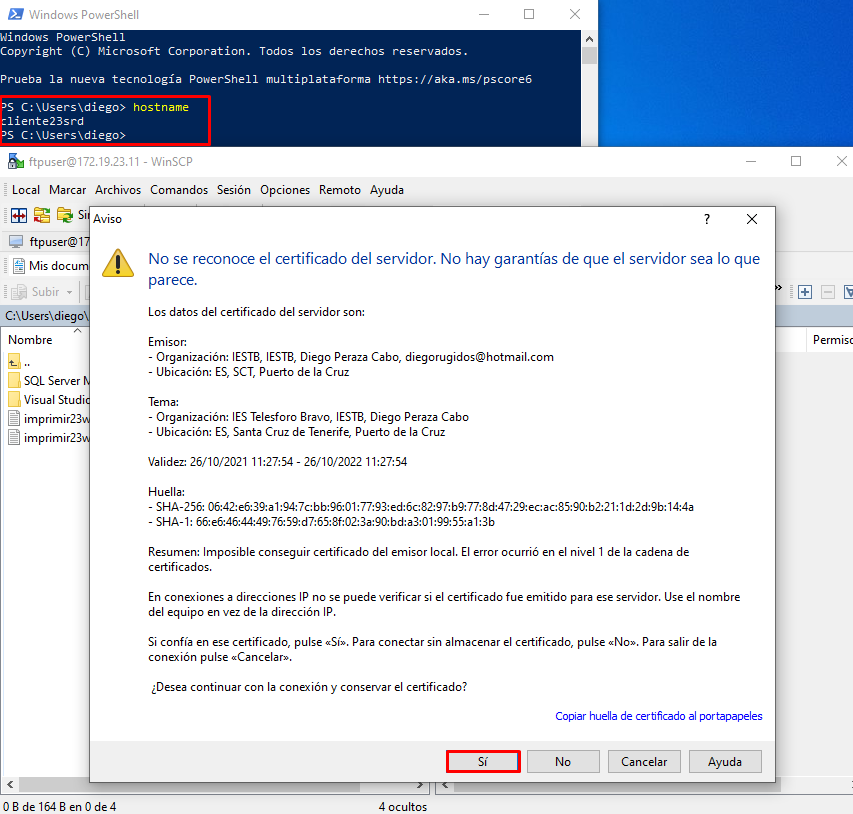 Windows PowerShell
Windows PowerShell
Copyright (C) Microsoft Corporation. Todos los derechos reservados.
Prueba la nueva tecnología PowerShell multiplataforma https://aka.ms/pscore6
PS C:\Users\diego> hostname
cliente23srd
PS C:\Users\diego>
ftpuser@172.19.23.11 - WinSCP
Local Marcar Archivos Comandos Sesión Opciones Remoto Ayuda
ftpuser@17
Mis docum
Subir
C:\Users\diego\
Nombre
Permiso
..
SQL Server M
Visual Studio
imprimir23w
imprimir23w
Aviso
?
No se reconoce el certificado del servidor. No hay garantías de que el servidor sea lo que
parece.
Los datos del certificado del servidor son:
Emisor:
- Organización: IESTB, IESTB, Diego Peraza Cabo, diegorugidos@hotmail.com
- Ubicación: ES, SCT, Puerto de la Cruz
Tema:
- Organización: IES Telesforo Bravo, IESTB, Diego Peraza Cabo
- Ubicación: ES, Santa Cruz de Tenerife, Puerto de la Cruz
Validez: 26/10/2021 11:27:54 - 26/10/2022 11:27:54
Huella:
- SHA-256: 06:42:e6:39:a1:94:7c:bb:96:01:77:93:ed:6c:82:97:b9:77:8d:47:29:ec:ac:85:90:b2:21:1d:2d:9b:14:4a
- SHA-1: 66:e6:46:44:49:76:59:d7:65:8f:02:3a:90:bd:a3:01:99:55:a1:3b
Resumen: Imposible conseguir certificado del emisor local. El error ocurrió en el nivel 1 de la cadena de
certificados.
En conexiones a direcciones IP no se puede verificar si el certificado fue emitido para ese servidor. Use el nombre
del equipo en vez de la dirección IP.
Si confía en ese certificado, pulse «Sí». Para conectar sin almacenar el certificado, pulse «No». Para salir de la
conexión pulse «Cancelar».
¿Desea continuar con la conexión y conservar el certificado?
Copiar huella de certificado al portapapeles
Sí No Cancelar Ayuda
0 B de 164 B en 0 de 4
4 ocultos